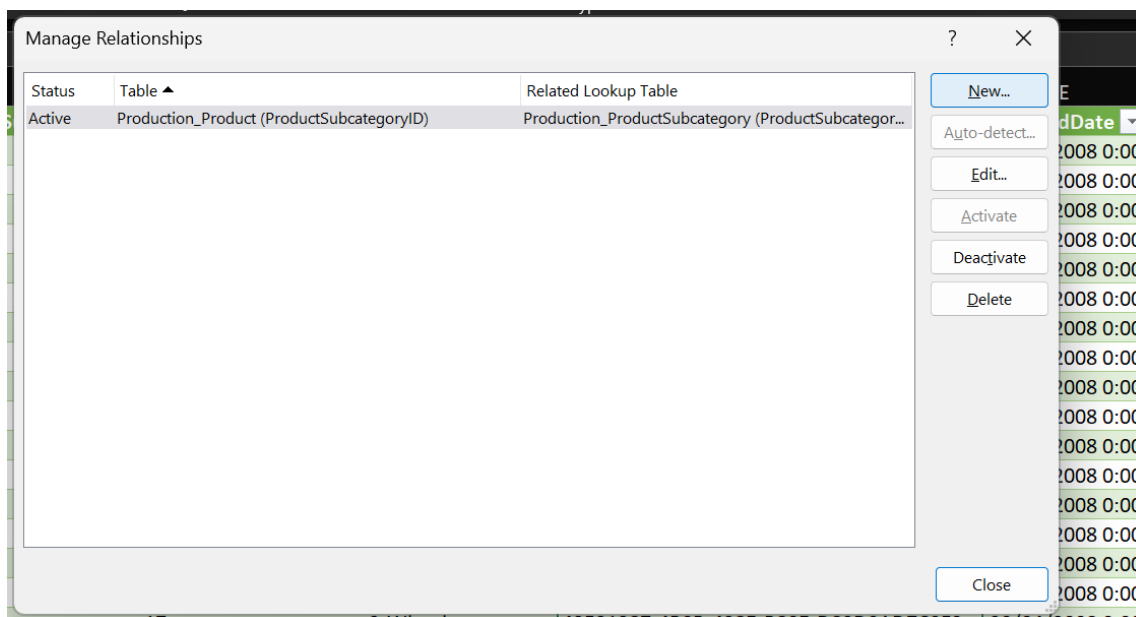 Manage Relationships ?
Status Table Related Lookup Table
New...
E
Active Production_Product (ProductSubcategoryID) Production_ProductSubcategory (ProductSubcategor...
dDate
Auto-detect...
2008 0:00
Edit...
2008 0:00
2008 0:00
Activate
2008 0:00
Deactivate
2008 0:00
Delete
2008 0:00
2008 0:00
2008 0:00
2008 0:00
2008 0:00
2008 0:00
2008 0:00
2008 0:00
2008 0:00
2008 0:00
Close
2008 0:00